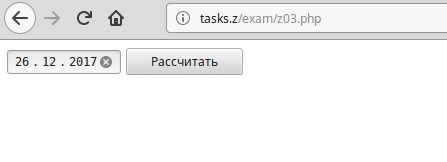 tasks.z/exam/z03.php
26 . 12 . 2017 Рассчитать